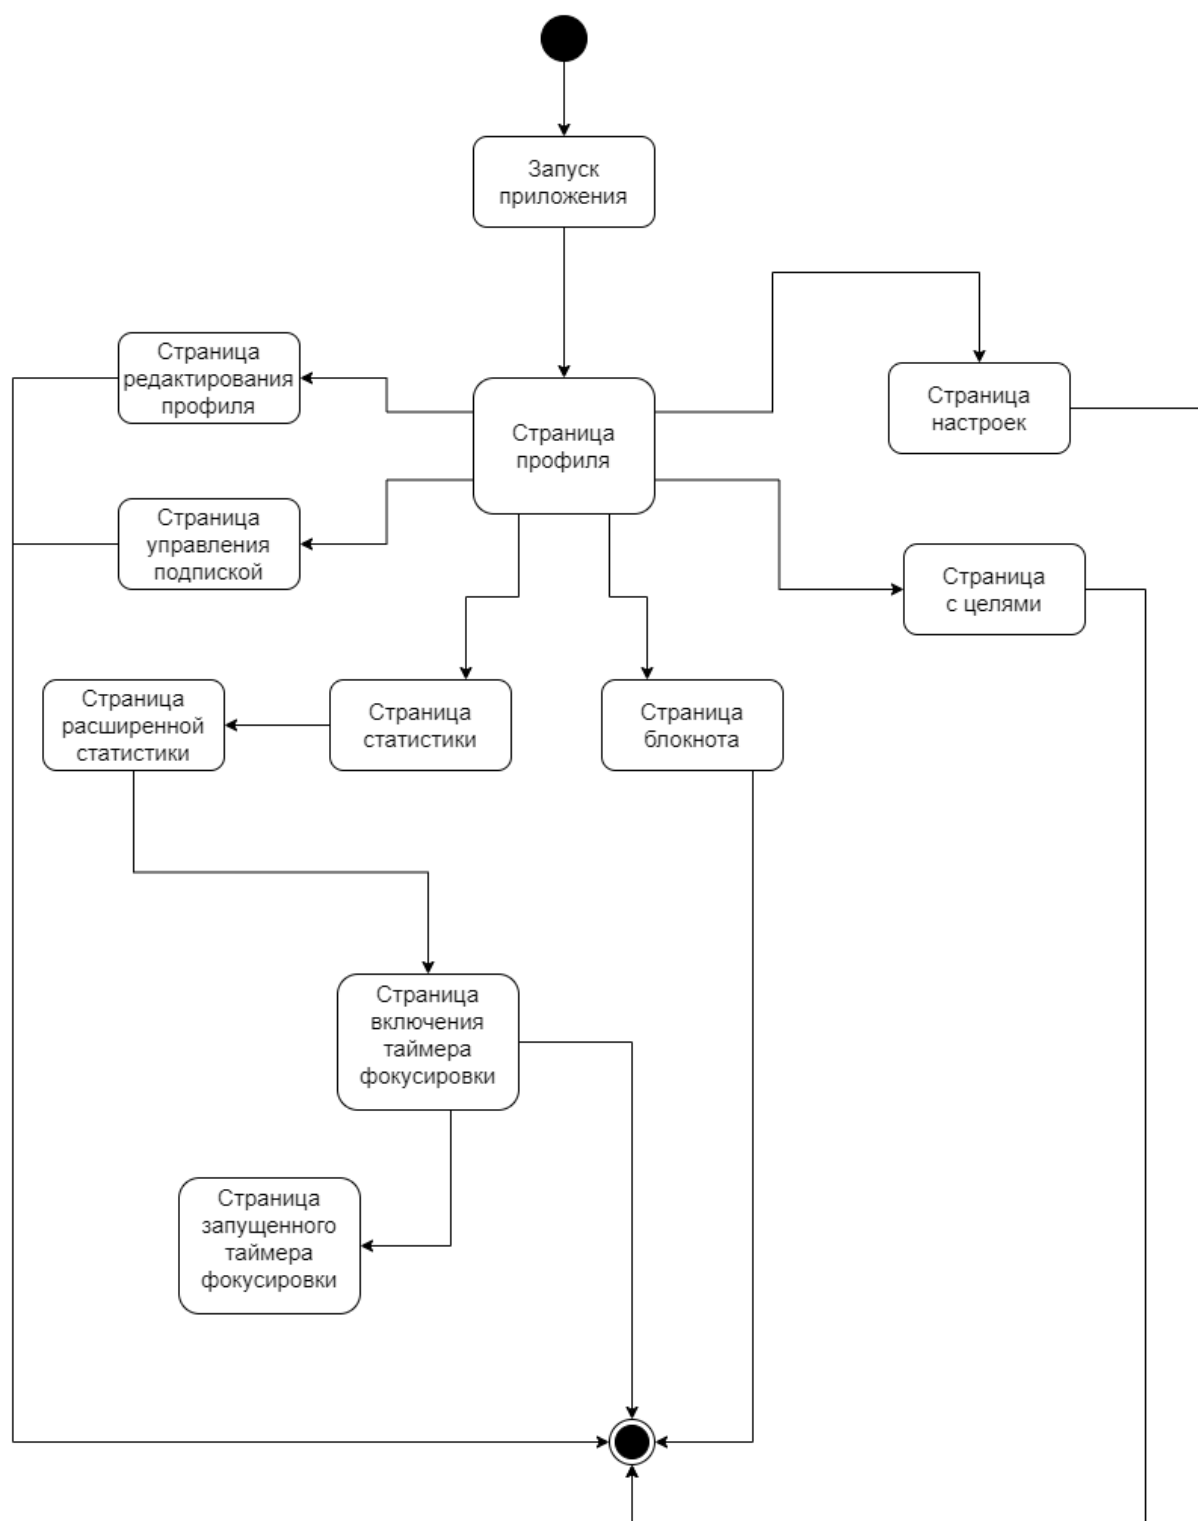 Запуск
приложения
Страница
редактирования
профиля
Страница
профиля
Страница
настроек
Страница
управления
подпиской
Страница
с целями
Страница
расширенной
статистики
Страница
статистики
Страница
блокнота
Страница
включения
таймера
фокусировки
Страница
запущенного
таймера
фокусировки